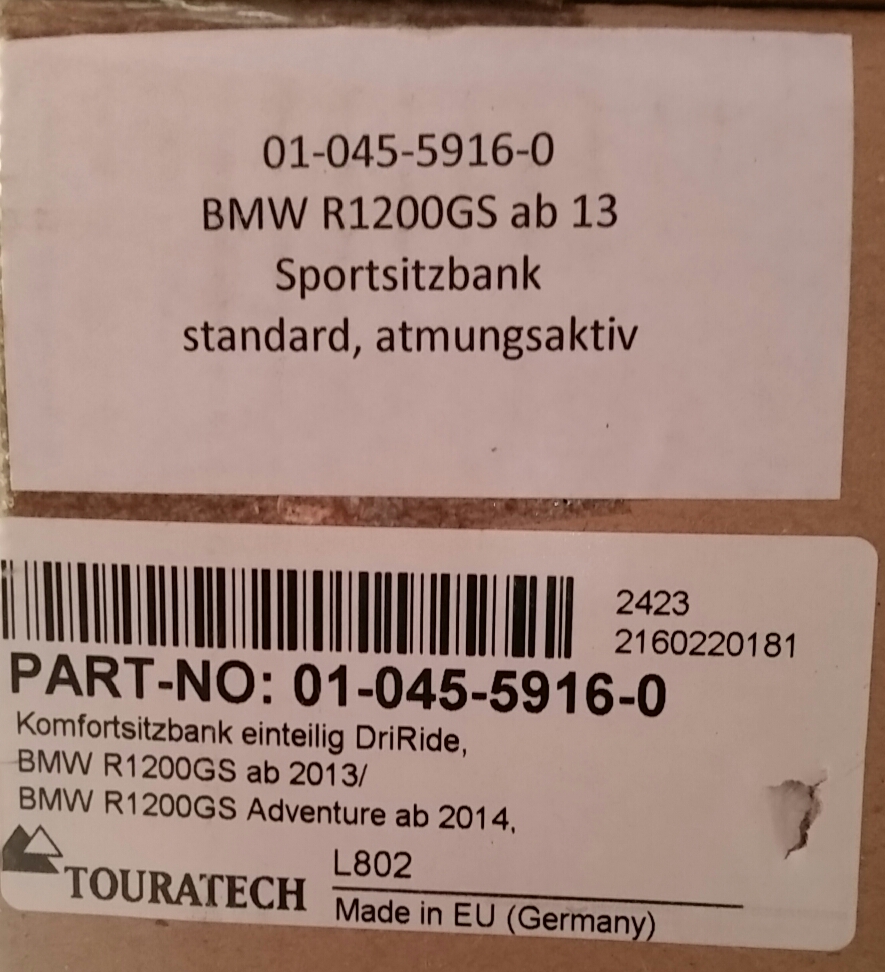 01-045-5916-0
BMW R1200GS ab 13
Sportsitzbank
standard, atmungsaktiv
2423
2160220181
PART-NO: 01-045-5916-0
Komfortsitzbank einteilig DriRide,
BMW R1200GS ab 2013/
BMW R1200GS Adventure ab 2014,
L802
TOURATECH
Made in EU (Germany)